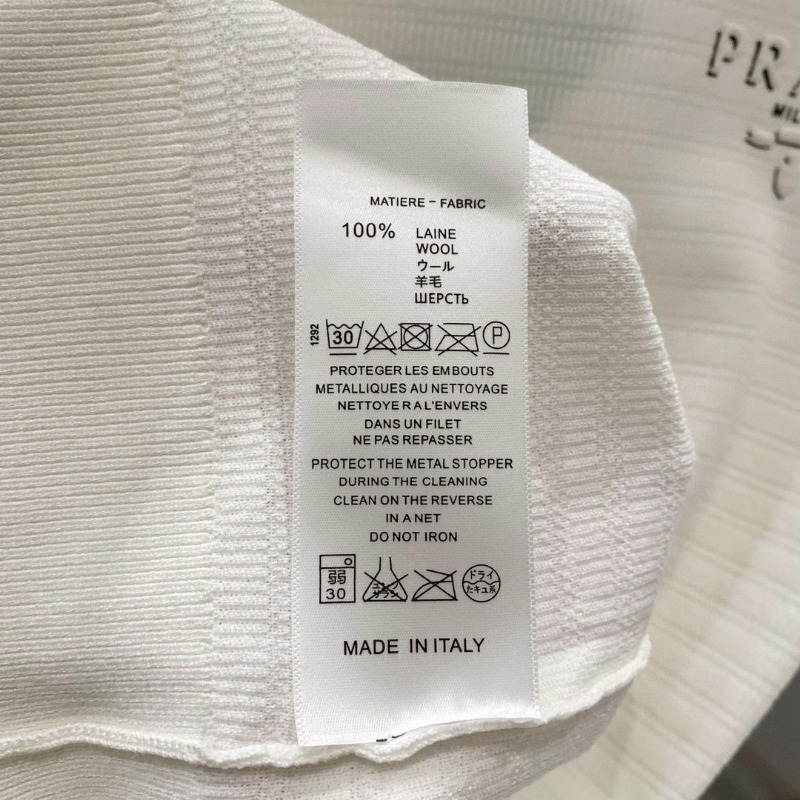 PRA
MIL
MATIERE - FABRIC
100% LAINE
WOOL
ウール
羊毛
ШЕРСТЬ
1292
30
P
PROTEGER LES EMBOUTS
METALLIQUES AU NETTOYAGE
NETTOYER A L'ENVERS
DANS UN FILET
NE PAS REPASSER
PROTECT THE METAL STOPPER
DURING THE CLEANING
CLEAN ON THE REVERSE
IN A NET
DO NOT IRON
弱
30
ドライ
MADE IN ITALY